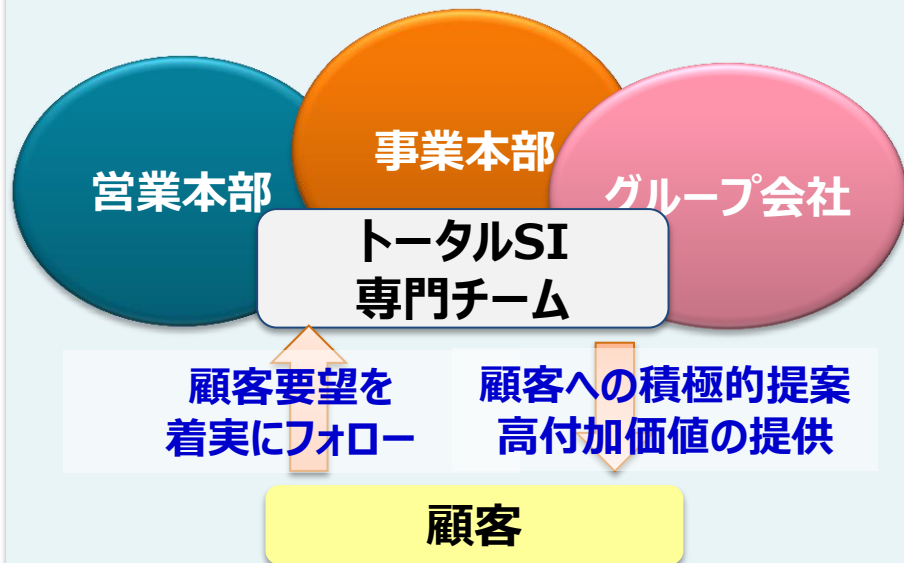 事業本部
営業本部
グループ会社
トータルSI
専門チーム
顧客要望を
着実にフォロー
顧客への積極的提案
高付加価値の提供
顧客